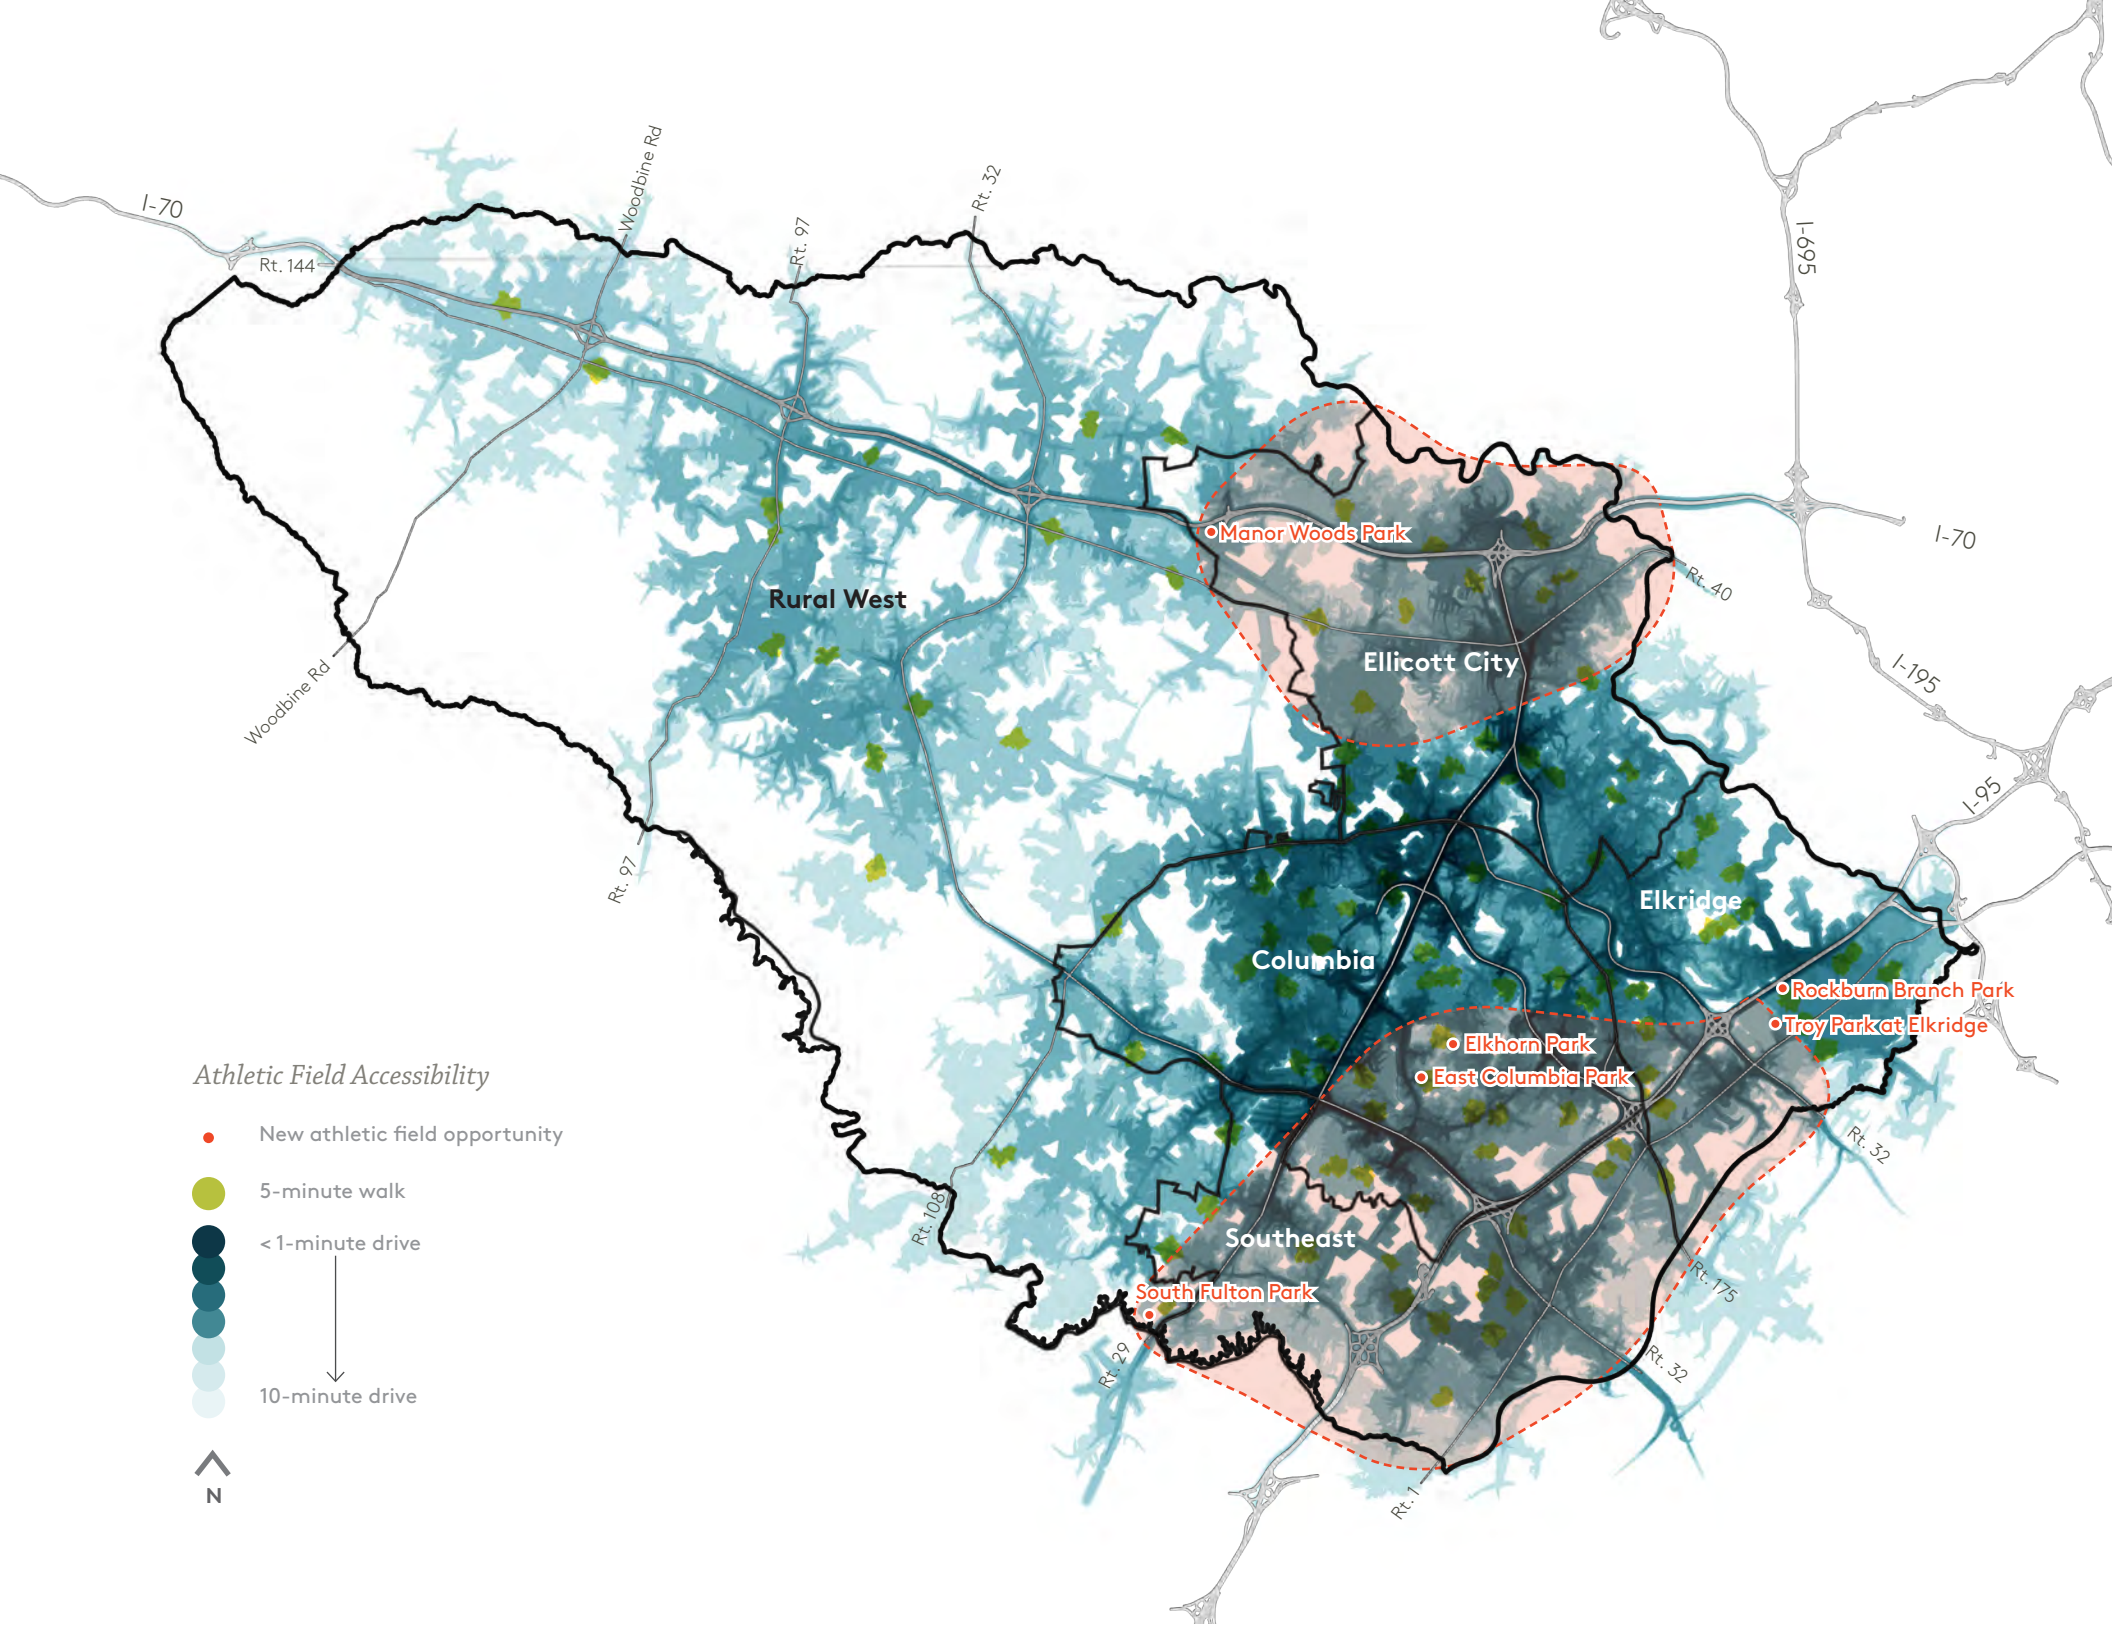 Woodbine Rd
Rt. 32
I-70
Rt. 97
I-695
Rt. 144
Manor Woods Park
I-70
Rt. 40
Rural West
Ellicott City
Woodbine Rd
I-195
I-95
Rt. 97
Elkridge
Columbia
Rockburn Branch Park
Troy Park at Elkridge
Elkhorn Park
East Columbia Park
Athletic Field Accessibility
New athletic field opportunity
5-minute walk
< 1-minute drive
10-minute drive
N
Rt. 32
Rt. 108
Southeast
Rt. 175
South Fulton Park
Rt. 29
Rt. 32
Rt. 1